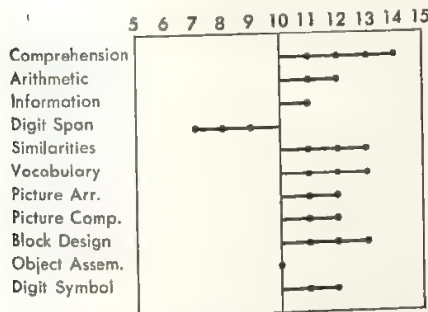 5 6 7 8 9 10 11 12 13 14 15
Comprehension
Arithmetic
Information
Digit Span
Similarities
Vocabulary
Picture Arr.
Picture Comp.
Block Design
Object Assem.
Digit Symbol